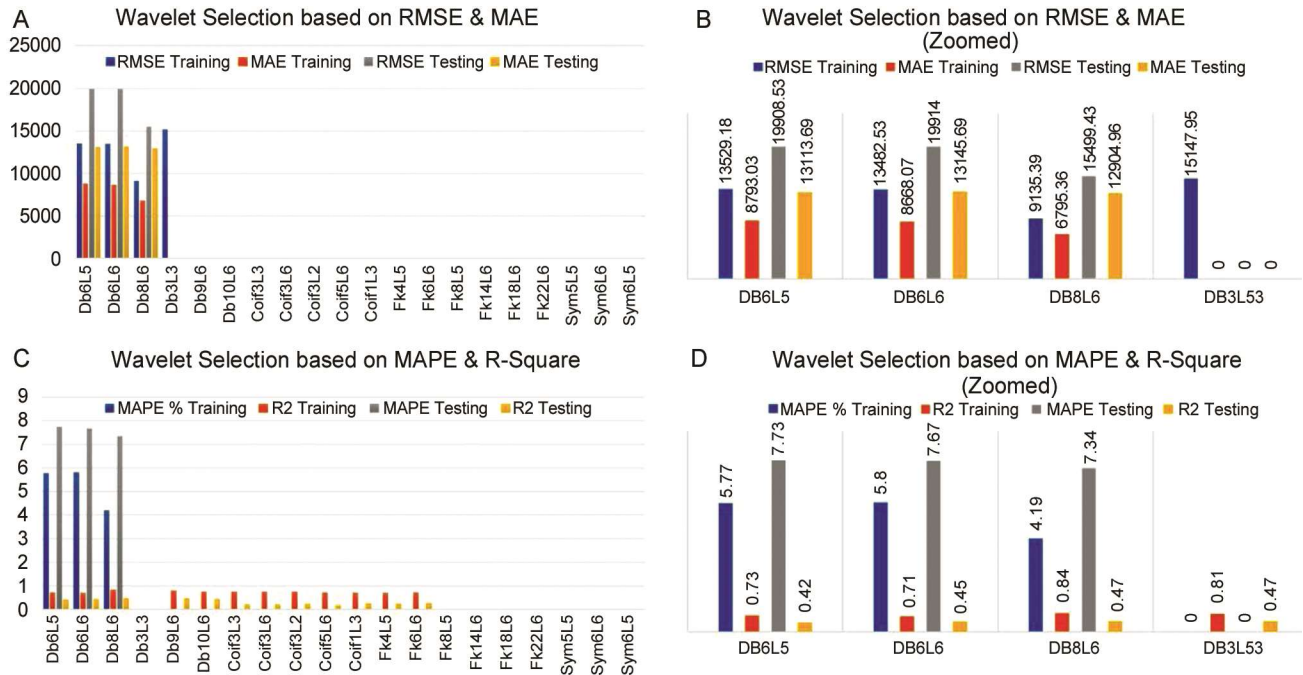 A
Wavelet Selection based on RMSE & MAE
25000
20000
15000
10000
5000
0
RMSE Training
MAE Training
RMSE Testing
MAE Testing
Db6L5
Db6L6
Db8L6
Db3L3
Db9L6
Db10L6
Coif3L3
Coif3L6
Coif3L2
Coif5L6
Coif1L3
Fk4L5
Fk6L6
Fk8L5
Fk14L6
Fk18L6
Fk22L6
Sym5L5
Sym6L6
Sym6L5
B
Wavelet Selection based on RMSE & MAE
(Zoomed)
RMSE Training
MAE Training
RMSE Testing
MAE Testing
13529.18
8793.03
19908.53
13113.69
13482.53
8668.07
19914
13145.69
9135.39
6795.36
15499.43
12904.96
15147.95
0
0
0
DB6L5
DB6L6
DB8L6
DB3L53
C
Wavelet Selection based on MAPE & R-Square
9
8
7
6
5
4
3
2
1
0
MAPE % Training
R2 Training
MAPE Testing
R2 Testing
Db6L5
Db6L6
Db8L6
Db3L3
Db9L6
Db10L6
Coif3L3
Coif3L6
Coif3L2
Coif5L6
Coif1L3
Fk4L5
Fk6L6
Fk8L5
Fk14L6
Fk18L6
Fk22L6
Sym5L5
Sym6L6
Sym6L5
D
Wavelet Selection based on MAPE & R-Square
(Zoomed)
MAPE % Training
R2 Training
MAPE Testing
R2 Testing
5.77
0.73
7.73
0.42
5.8
0.71
7.67
0.45
4.19
0.84
7.34
0.47
0
0.81
0
0.47
DB6L5
DB6L6
DB8L6
DB3L53